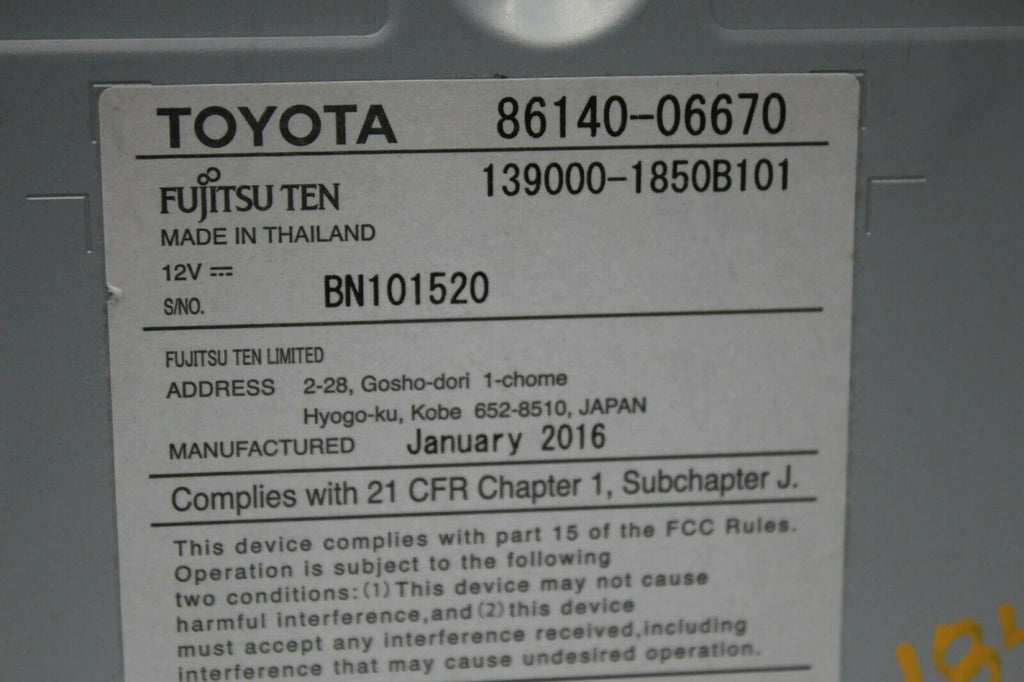 TOYOTA 86140-06670
FUJITSU TEN 139000-1850B101
MADE IN THAILAND
12V
S/NO. BN101520
FUJITSU TEN LIMITED
ADDRESS 2-28, Gosho-dori 1-chome
Hyogo-ku, Kobe 652-8510, JAPAN
MANUFACTURED January 2016
Complies with 21 CFR Chapter 1, Subchapter J.
This device complies with part 15 of the FCC Rules.
Operation is subject to the following
two conditions:(1)This device may not cause
harmful interference,and(2)this device
must accept any interference received,including
interference that may cause undesired operation.